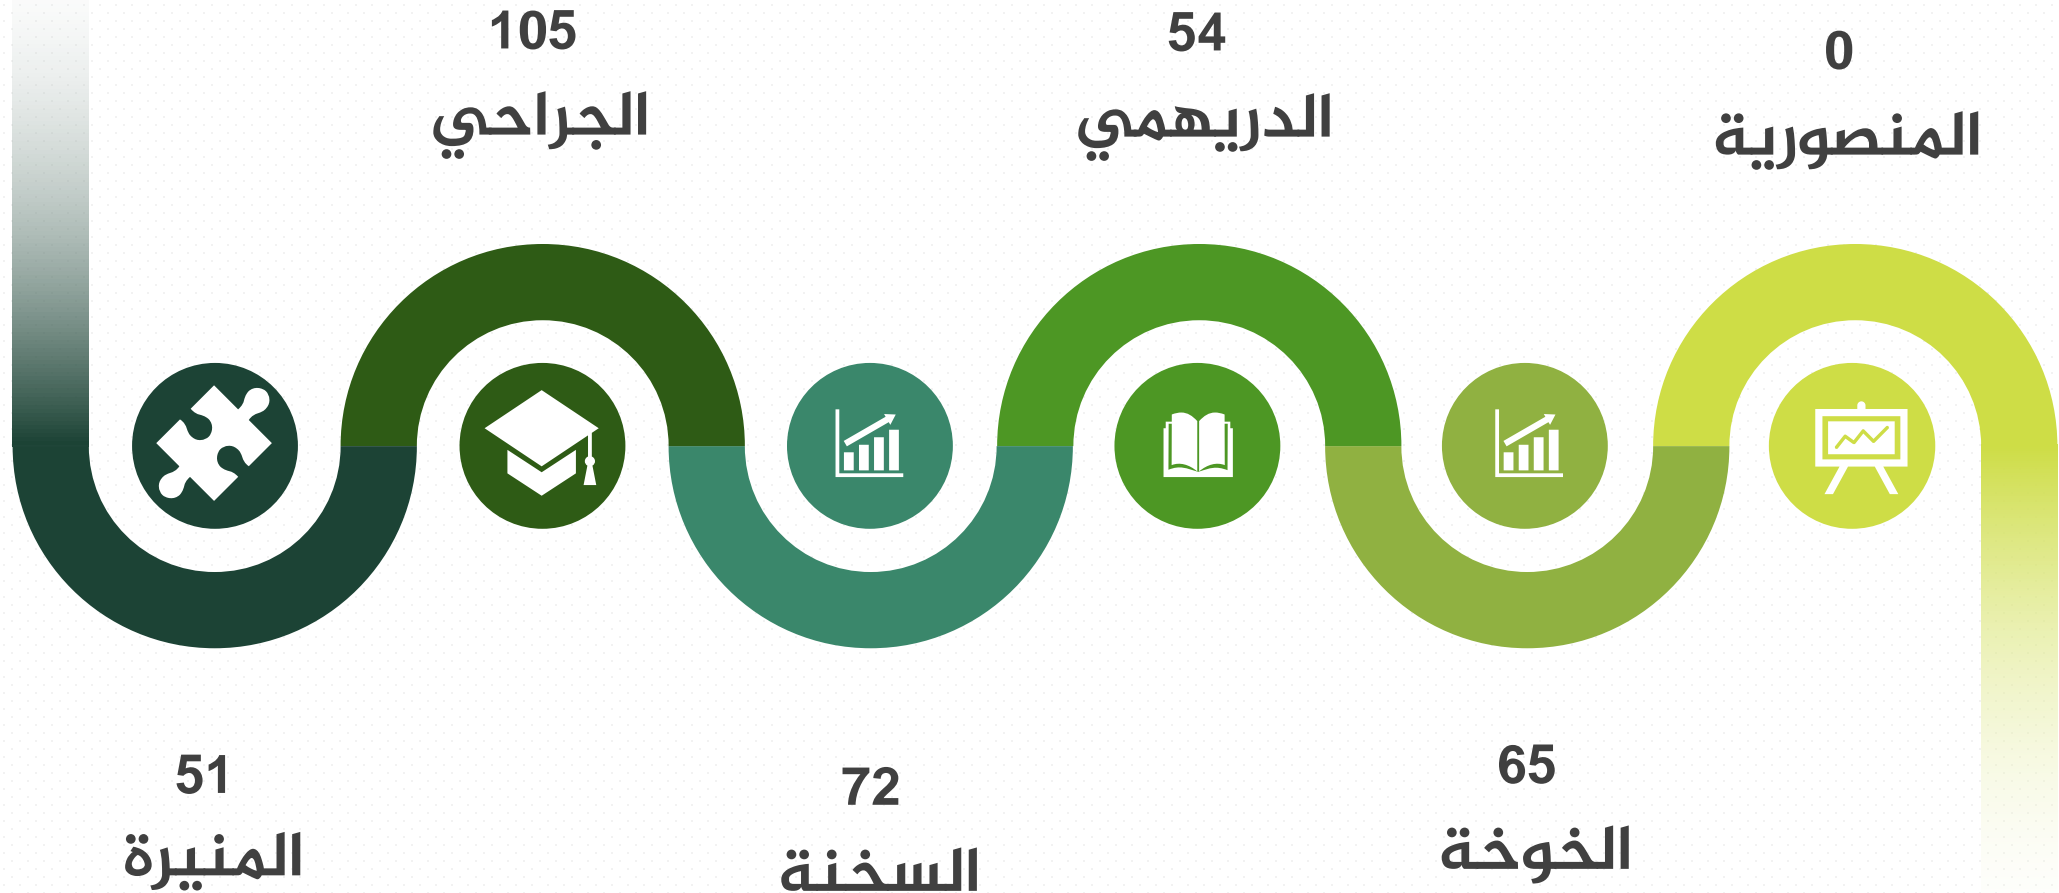 105
الجراحي
54
الدريهمي
0
المنصورية
51
المنيرة
72
السخنة
65
الخوخة